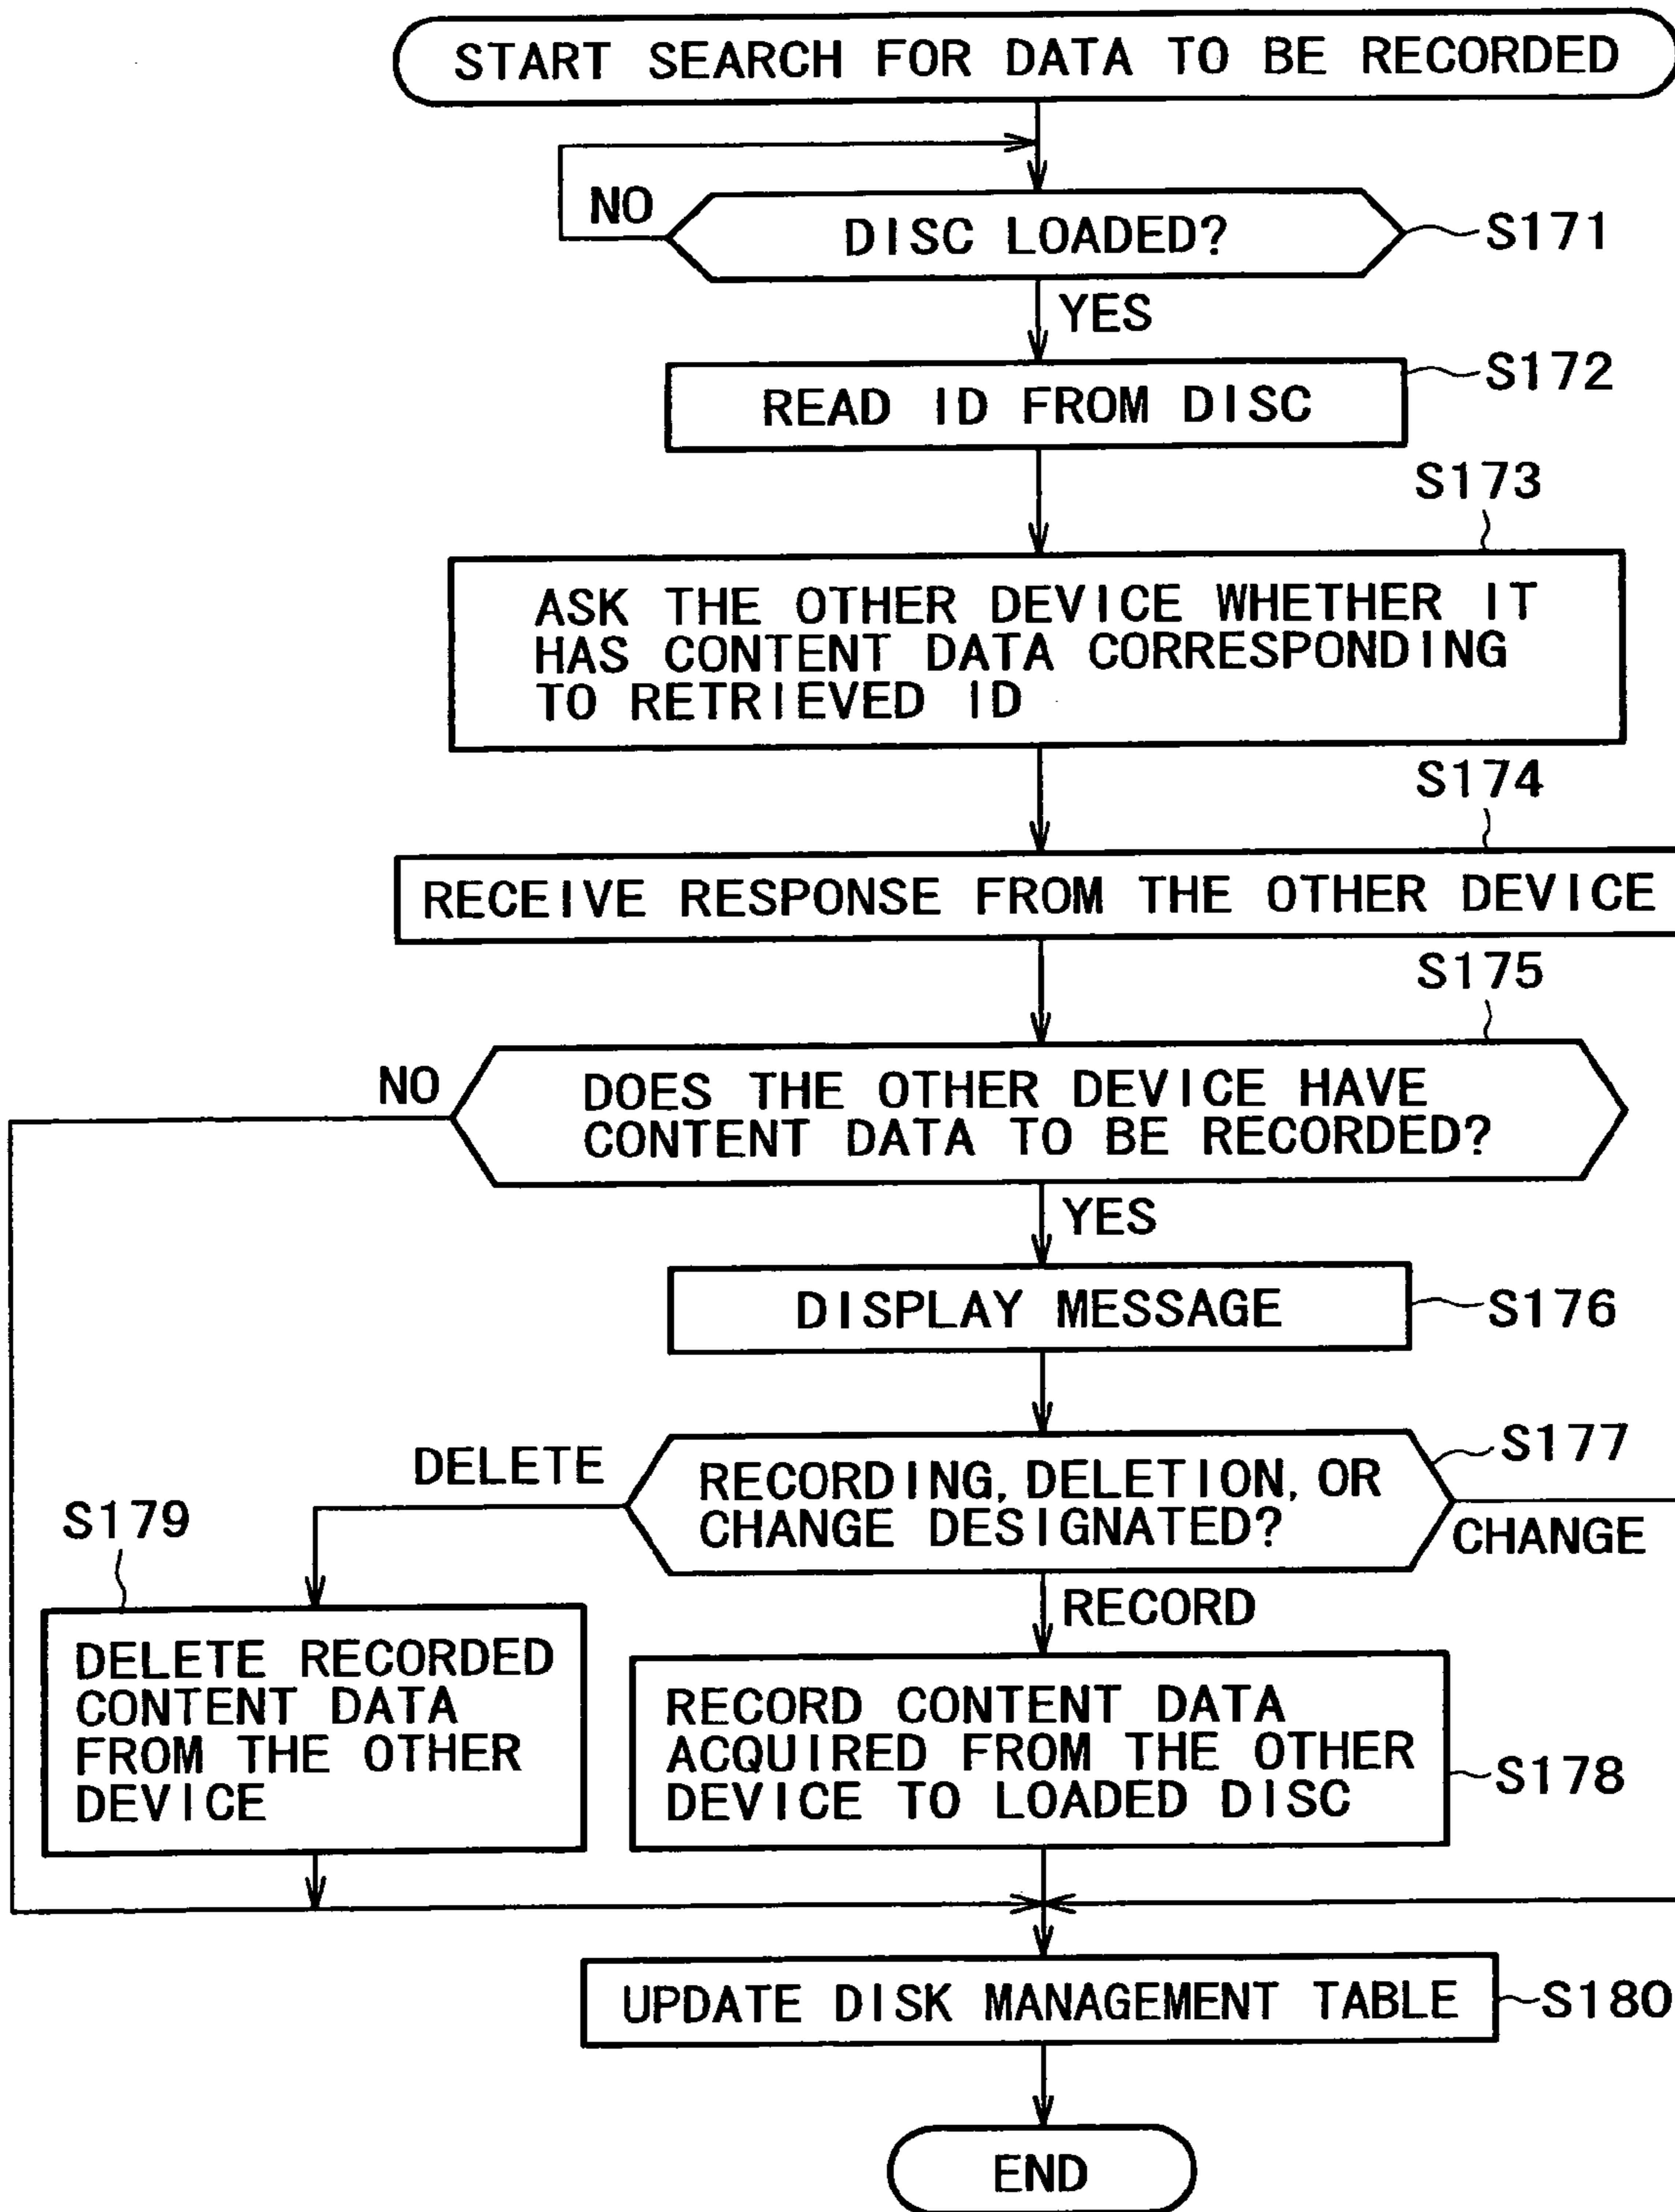 START SEARCH FOR DATA TO BE RECORDED
NO
DISC LOADED?
S171
YES
S172
READ ID FROM DISC
S173
ASK THE OTHER DEVICE WHETHER IT
HAS CONTENT DATA CORRESPONDING
TO RETRIEVED ID
S174
RECEIVE RESPONSE FROM THE OTHER DEVICE
S175
NO
DOES THE OTHER DEVICE HAVE
CONTENT DATA TO BE RECORDED?
YES
DISPLAY MESSAGE
S176
DELETE
RECORDING, DELETION, OR
CHANGE DESIGNATED?
S177
CHANGE
S179
RECORD
DELETE RECORDED
CONTENT DATA
FROM THE OTHER
DEVICE
RECORD CONTENT DATA
ACQUIRED FROM THE OTHER
DEVICE TO LOADED DISC
S178
UPDATE DISK MANAGEMENT TABLE
S180
END